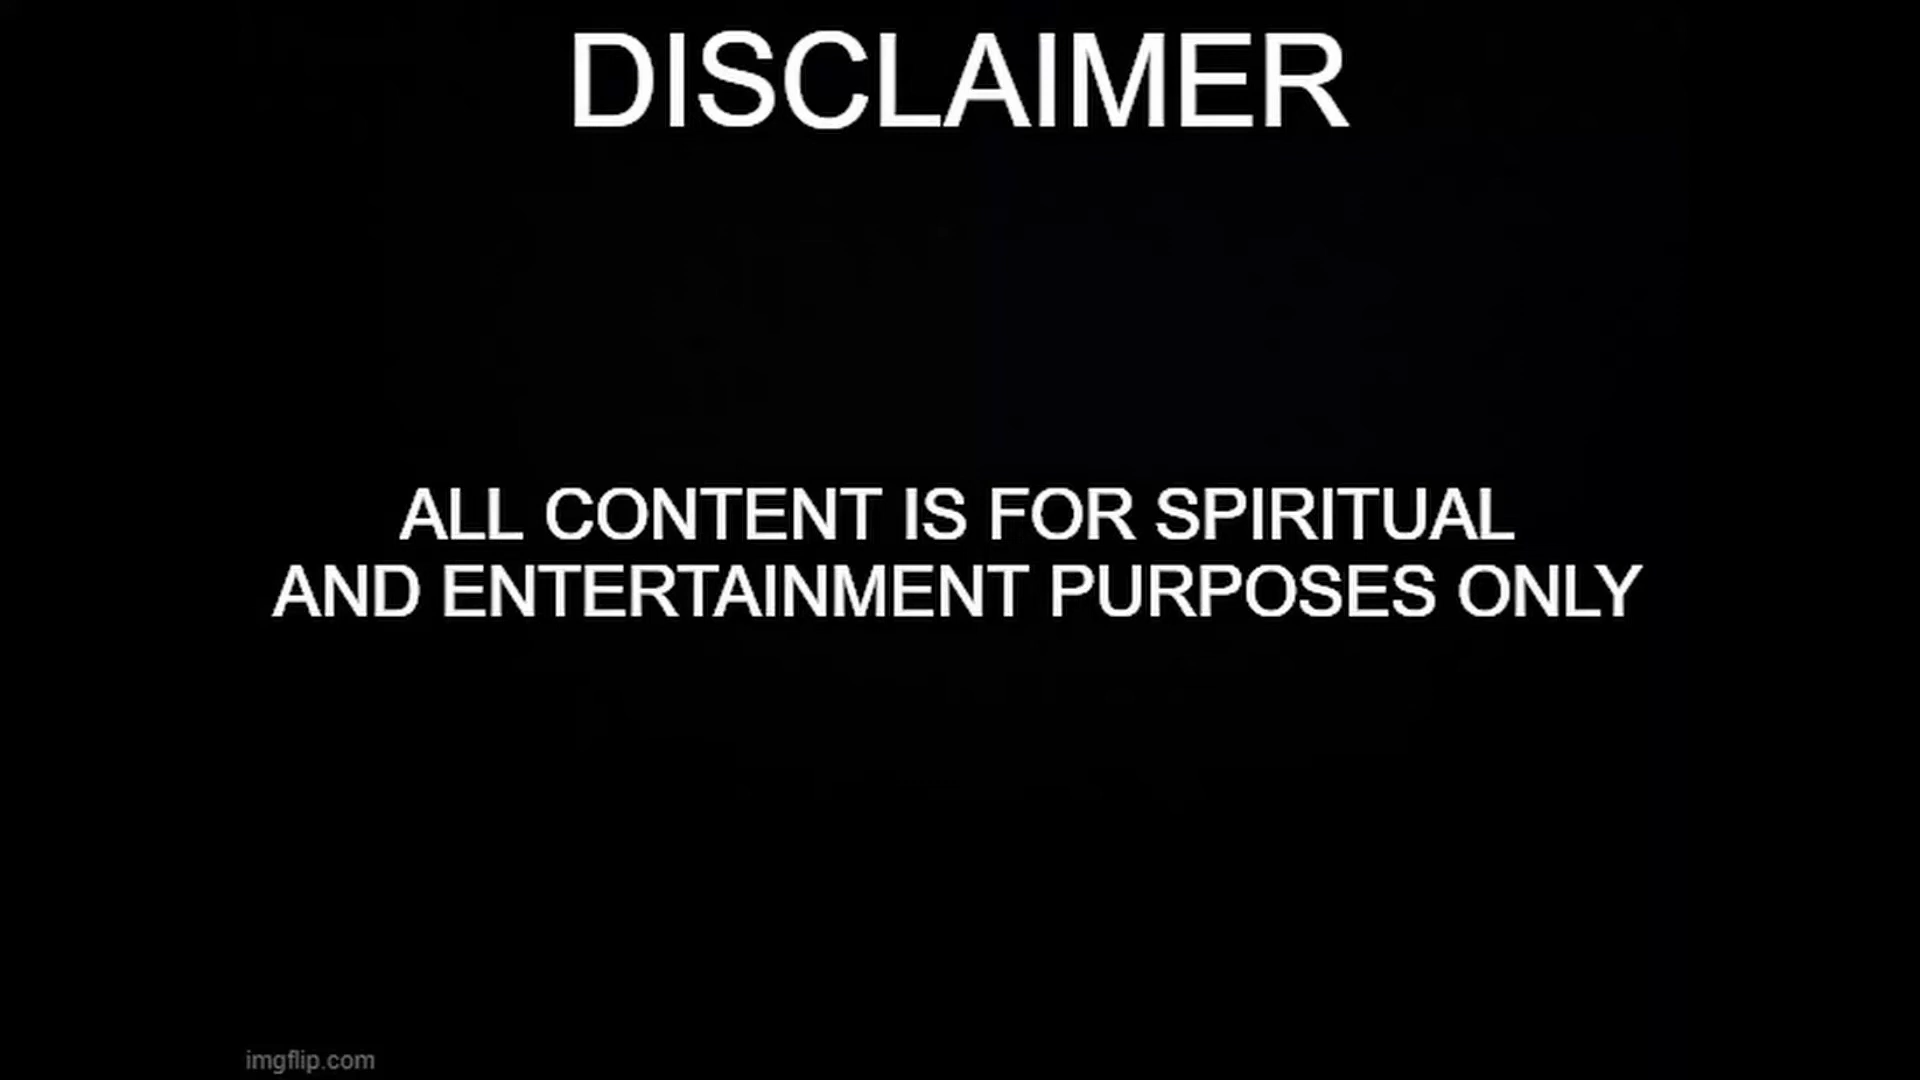 DISCLAIMER
ALL CONTENT IS FOR SPIRITUAL
AND ENTERTAINMENT PURPOSES ONLY
imgflip.com